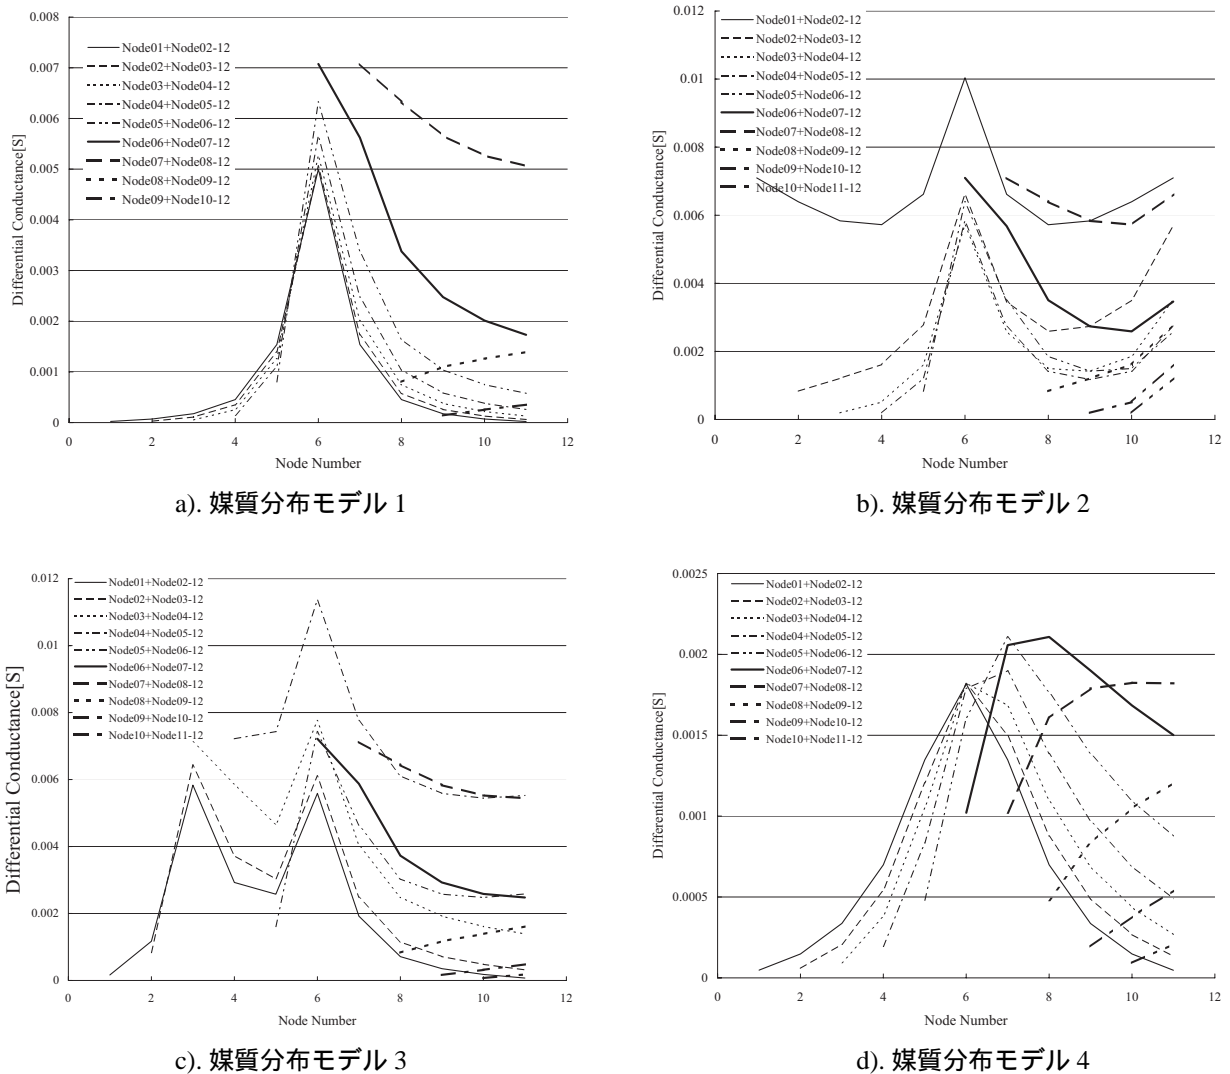 0.008
0.007
0.006
0.005
0.004
0.003
0.002
0.001
0
Differential Conductance[S]
Node01+Node02-12
Node02+Node03-12
Node03+Node04-12
Node04+Node05-12
Node05+Node06-12
Node06+Node07-12
Node07+Node08-12
Node08+Node09-12
Node09+Node10-12
0 2 4 6 8 10 12
Node Number
a). 媒質分布モデル 1
0.012
0.01
0.008
0.006
0.004
0.002
0
Differential Conductance[S]
Node01+Node02-12
Node02+Node03-12
Node03+Node04-12
Node04+Node05-12
Node05+Node06-12
Node06+Node07-12
Node07+Node08-12
Node08+Node09-12
Node09+Node10-12
Node10+Node11-12
0 2 4 6 8 10 12
Node Number
b). 媒質分布モデル 2
0.012
0.01
0.008
0.006
0.004
0.002
0
Differential Conductance[S]
Node01+Node02-12
Node02+Node03-12
Node03+Node04-12
Node04+Node05-12
Node05+Node06-12
Node06+Node07-12
Node07+Node08-12
Node08+Node09-12
Node09+Node10-12
Node10+Node11-12
0 2 4 6 8 10 12
Node Number
c). 媒質分布モデル 3
0.0025
0.002
0.0015
0.001
0.0005
0
Differential Conductance[S]
Node01+Node02-12
Node02+Node03-12
Node03+Node04-12
Node04+Node05-12
Node05+Node06-12
Node06+Node07-12
Node07+Node08-12
Node08+Node09-12
Node09+Node10-12
Node10+Node11-12
0 2 4 6 8 10 12
Node Number
d). 媒質分布モデル 4